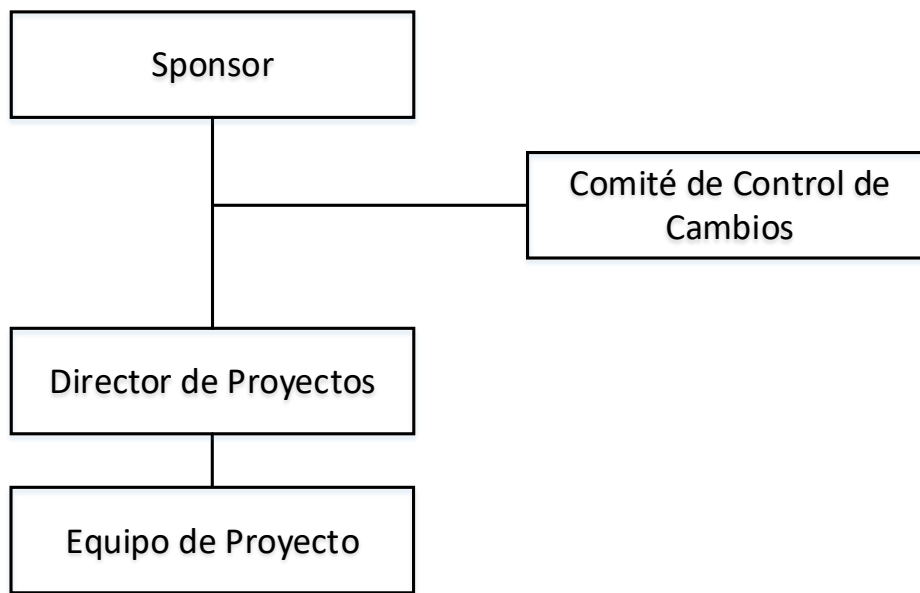 Sponsor
Comité de Control de
Cambios
Director de Proyectos
Equipo de Proyecto